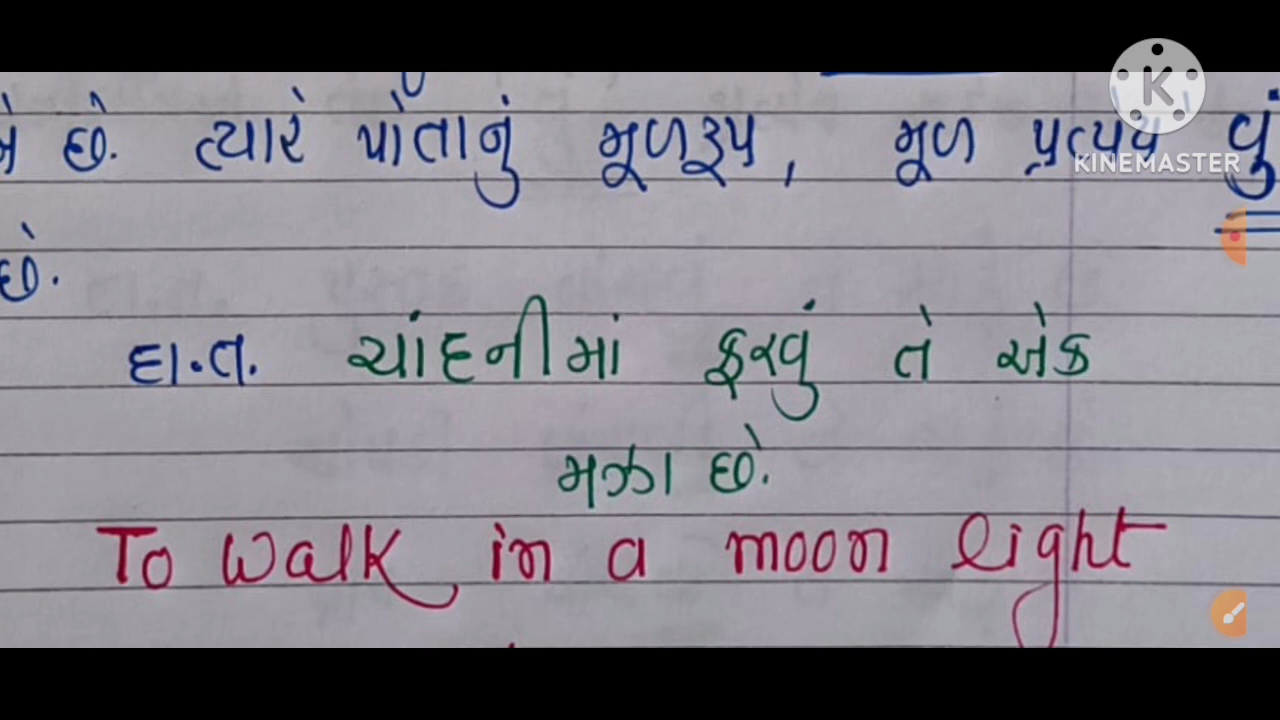 છે. ત્યારે પોતાનું મૂળરૂપ, મૂળ પ્રત્યય વું
છે.
દા.ત. ચાંદનીમાં ફરવું તે એક
મઝા છે.
To walk in a moon light
KINEMASTER